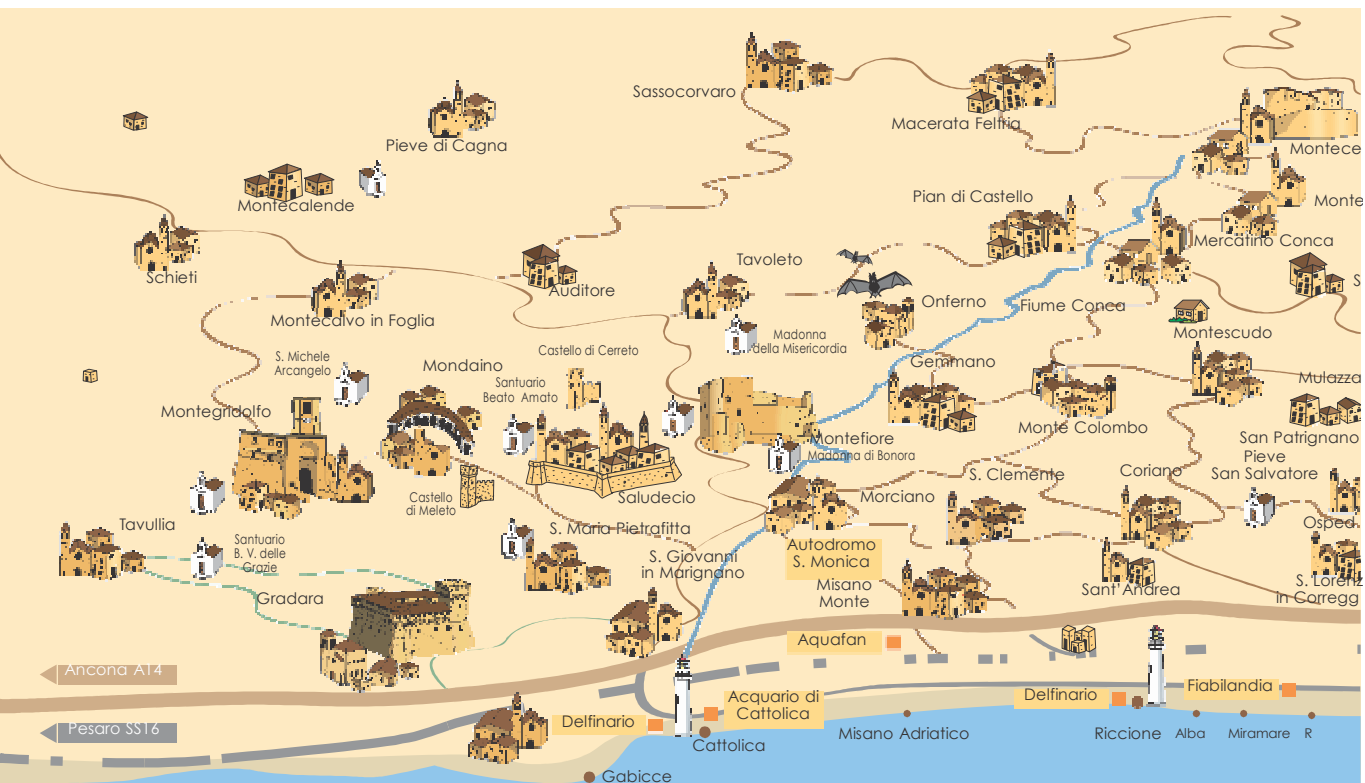 Sassocorvaro
Macerata Feltria
Pieve di Cagna
Montece
Montecalende
Pian di Castello
Monte
Mercatino Conca
Schieti
Tavoleto
Auditore
S
Onferno
Fiume Conca
Montecalvo in Foglia
Montescudo
Madonna
della Misericordia
S. Michele
Arcangelo
Castello di Cerreto
Mondaino
Gemmano
Santuario
Beato Amato
Mulazza
Montegridolfo
Monte Colombo
Montefiore
Madonna di Bonora
San Patrignano
Pieve
San Salvatore
S. Clemente
Coriano
Castello
di Meleto
Saludecio
Morciano
Tavullia
S. Maria Pietrafitta
Osped
Santuario
B. V. delle
Grazie
Autodromo
S. Monica
S. Giovanni
in Marignano
Misano
Monte
Sant'Andrea
S. Lorenz
in Corregg
Gradara
Aquafan
Ancona A14
Acquario di
Cattolica
Delfinario
Fiabilandia
Delfinario
Pesaro SS16
Misano Adriatico
Riccione
Alba
Miramare
R
Cattolica
Gabicce